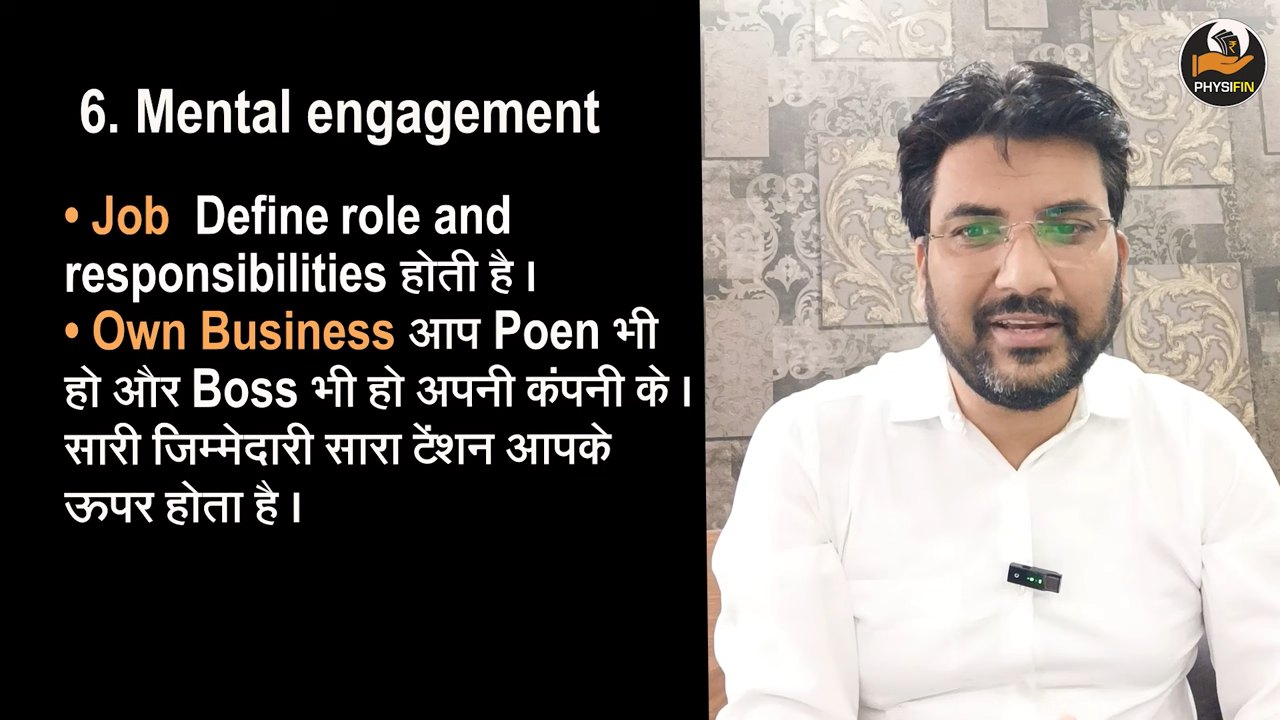 6. Mental engagement
• Job Define role and
responsibilities होती है ।
• Own Business आप Poen भी
हो और Boss भी हो अपनी कंपनी के ।
सारी जिम्मेदारी सारा टेंशन आपके
ऊपर होता है ।
₹
PHYSIFIN